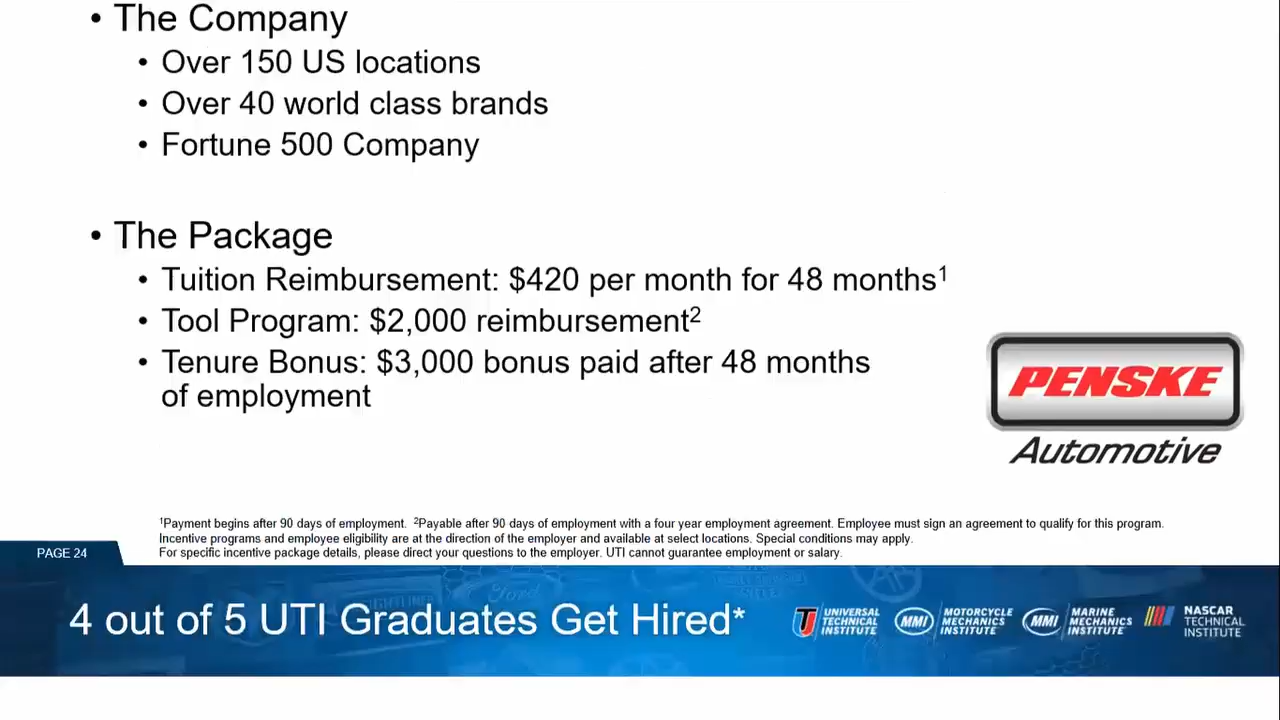 • The Company
• Over 150 US locations
• Over 40 world class brands
• Fortune 500 Company
• The Package
• Tuition Reimbursement: $420 per month for 48 months¹
• Tool Program: $2,000 reimbursement²
• Tenure Bonus: $3,000 bonus paid after 48 months
of employment
PENSKE
Automotive
¹Payment begins after 90 days of employment. ²Payable after 90 days of employment with a four year employment agreement. Employee must sign an agreement to qualify for this program.
Incentive programs and employee eligibility are at the direction of the employer and available at select locations. Special conditions may apply.
For specific incentive package details, please direct your questions to the employer. UTI cannot guarantee employment or salary.
PAGE 24
4 out of 5 UTI Graduates Get Hired*
UNIVERSAL
TECHNICAL
INSTITUTE
MMI
MOTORCYCLE
MECHANICS
INSTITUTE
MMI
MARINE
MECHANICS
INSTITUTE
NASCAR
TECHNICAL
INSTITUTE
Ford
FREIGHTLINER